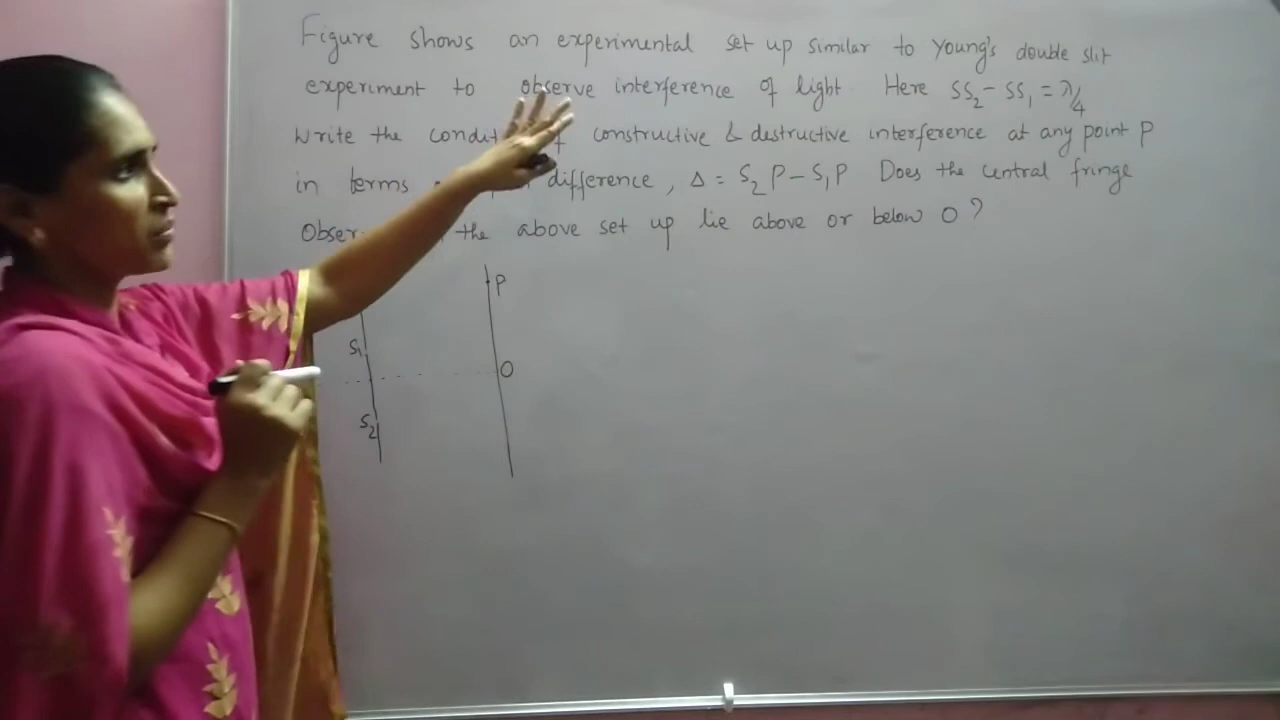 Figure shows an experimental set up similar to Young's double slit
experiment to observe interference of light. Here SS₂ - SS₁ = λ/4
Write the condit of constructive & destructive interference at any point P
in terms difference, Δ = S₂P - S₁P Does the central fringe
Obser the above set up lie above or below O?
P
S₁
O
S₂